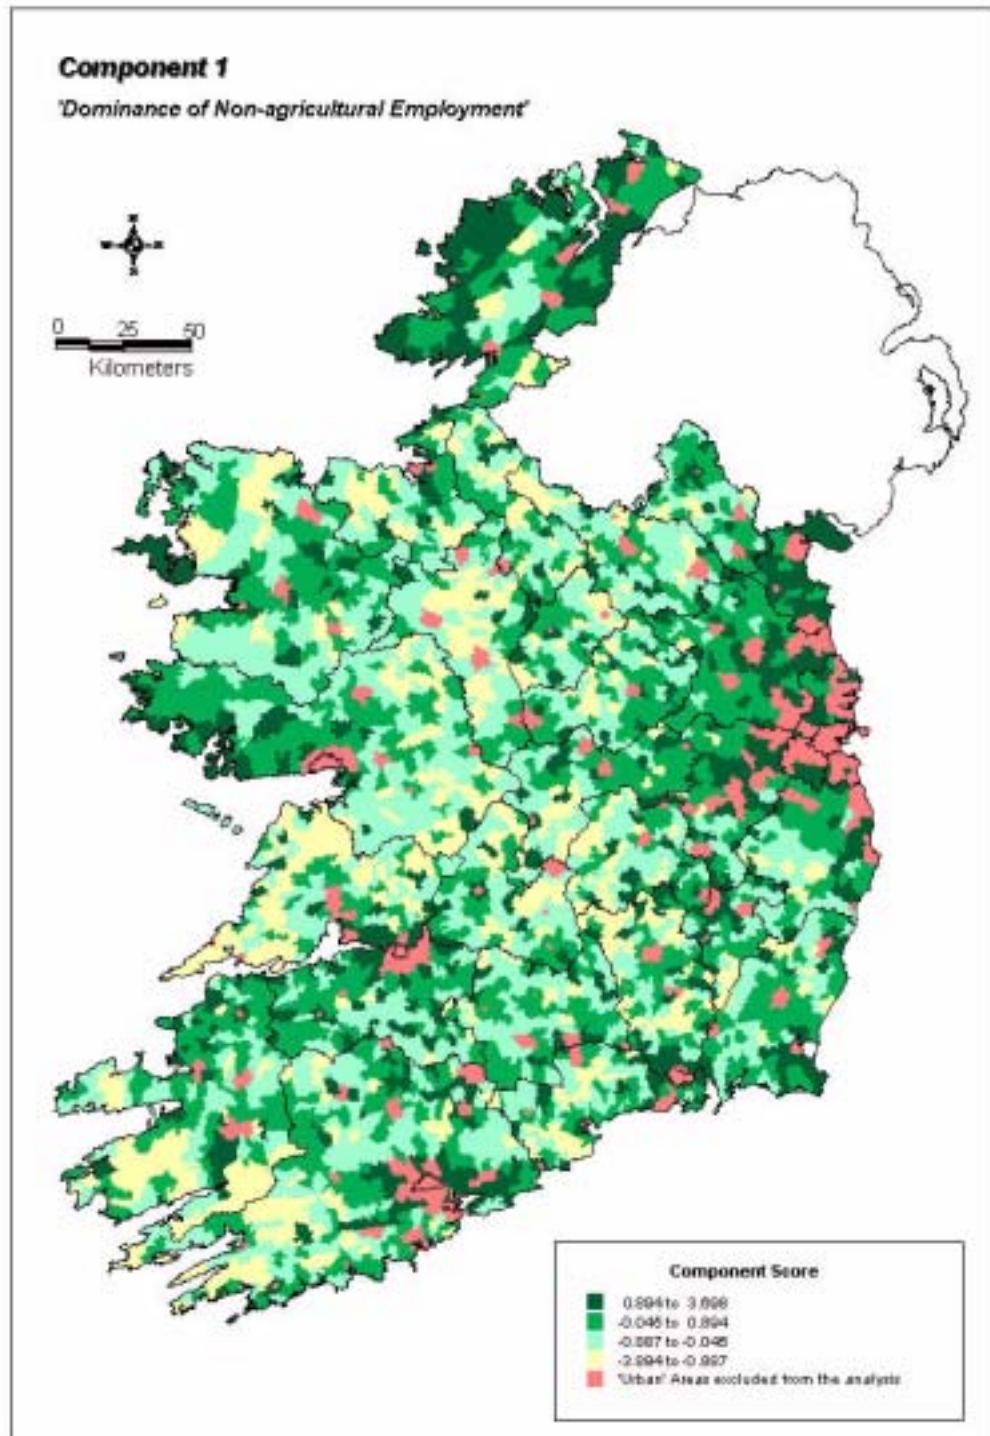 Component 1
'Dominance of Non-agricultural Employment'
N
W E
S
0 25 50
Kilometers
Component Score
0.894 to 3.698
-0.046 to 0.894
-0.887 to -0.046
-3.894 to -0.887
'Urban' Areas excluded from the analysis